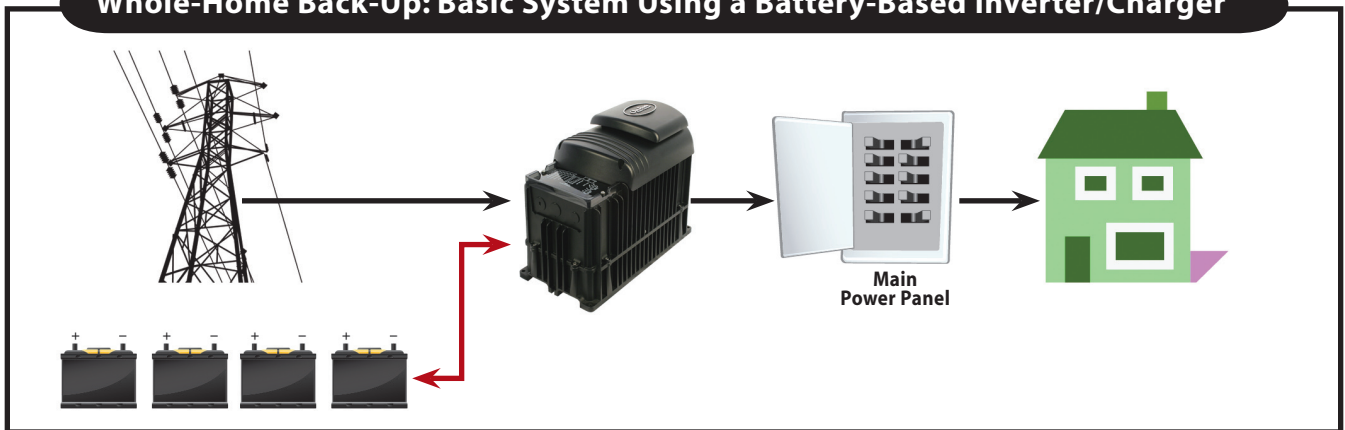 Whole-Home Back-Up: Basic System Using a Battery-Based Inverter/Charger
+ – + – + – + –
Main
Power Panel